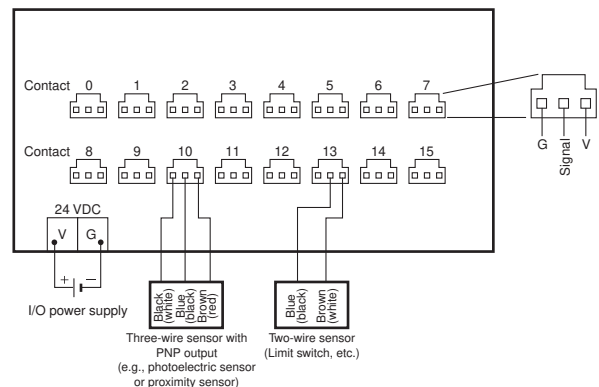 Contact 0 1 2 3 4 5 6 7
G Signal V
Contact 8 9 10 11 12 13 14 15
24 VDC
V G
+ −
I/O power supply
Black (white)
Blue (black)
Brown (red)
Three-wire sensor with
PNP output
(e.g., photoelectric sensor
or proximity sensor)
Blue (black)
Brown (white)
Two-wire sensor
(Limit switch, etc.)